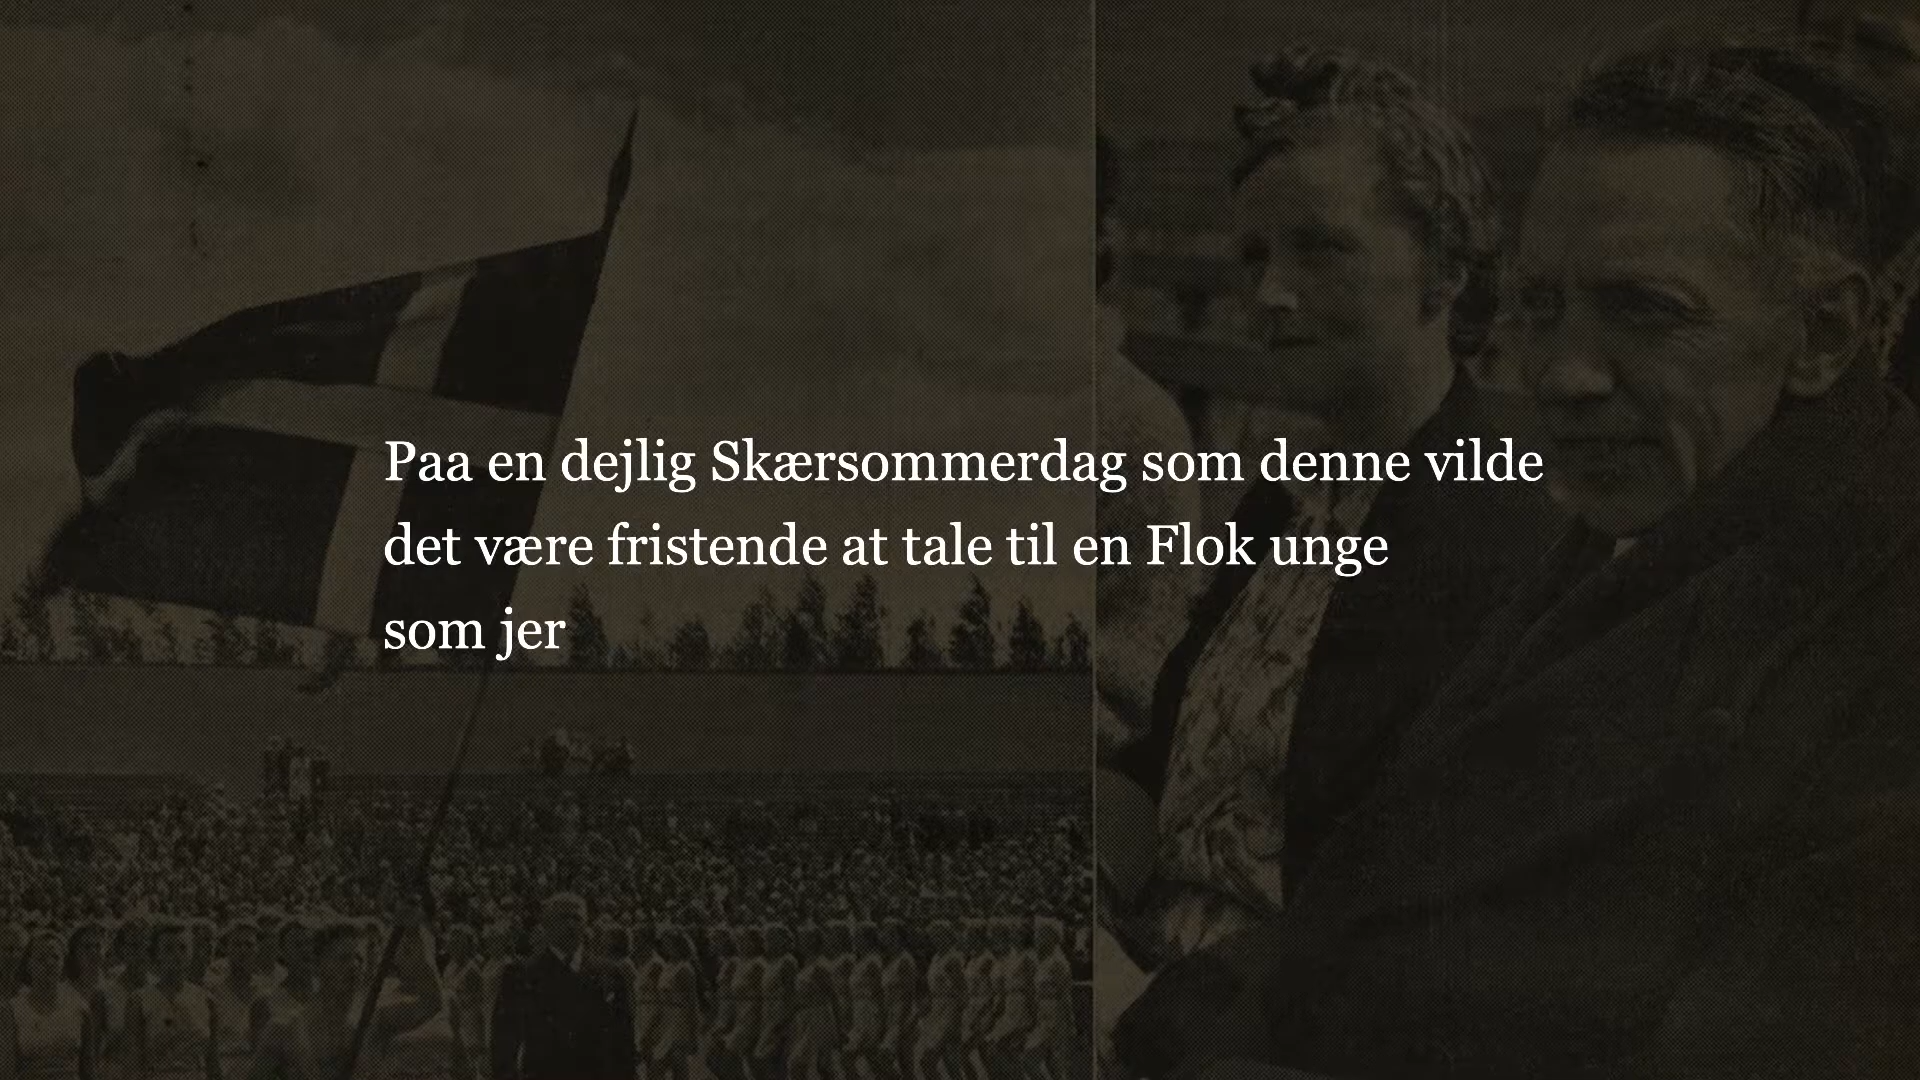 Paa en dejlig Skærsommerdag som denne vilde
det være fristende at tale til en Flok unge
som jer